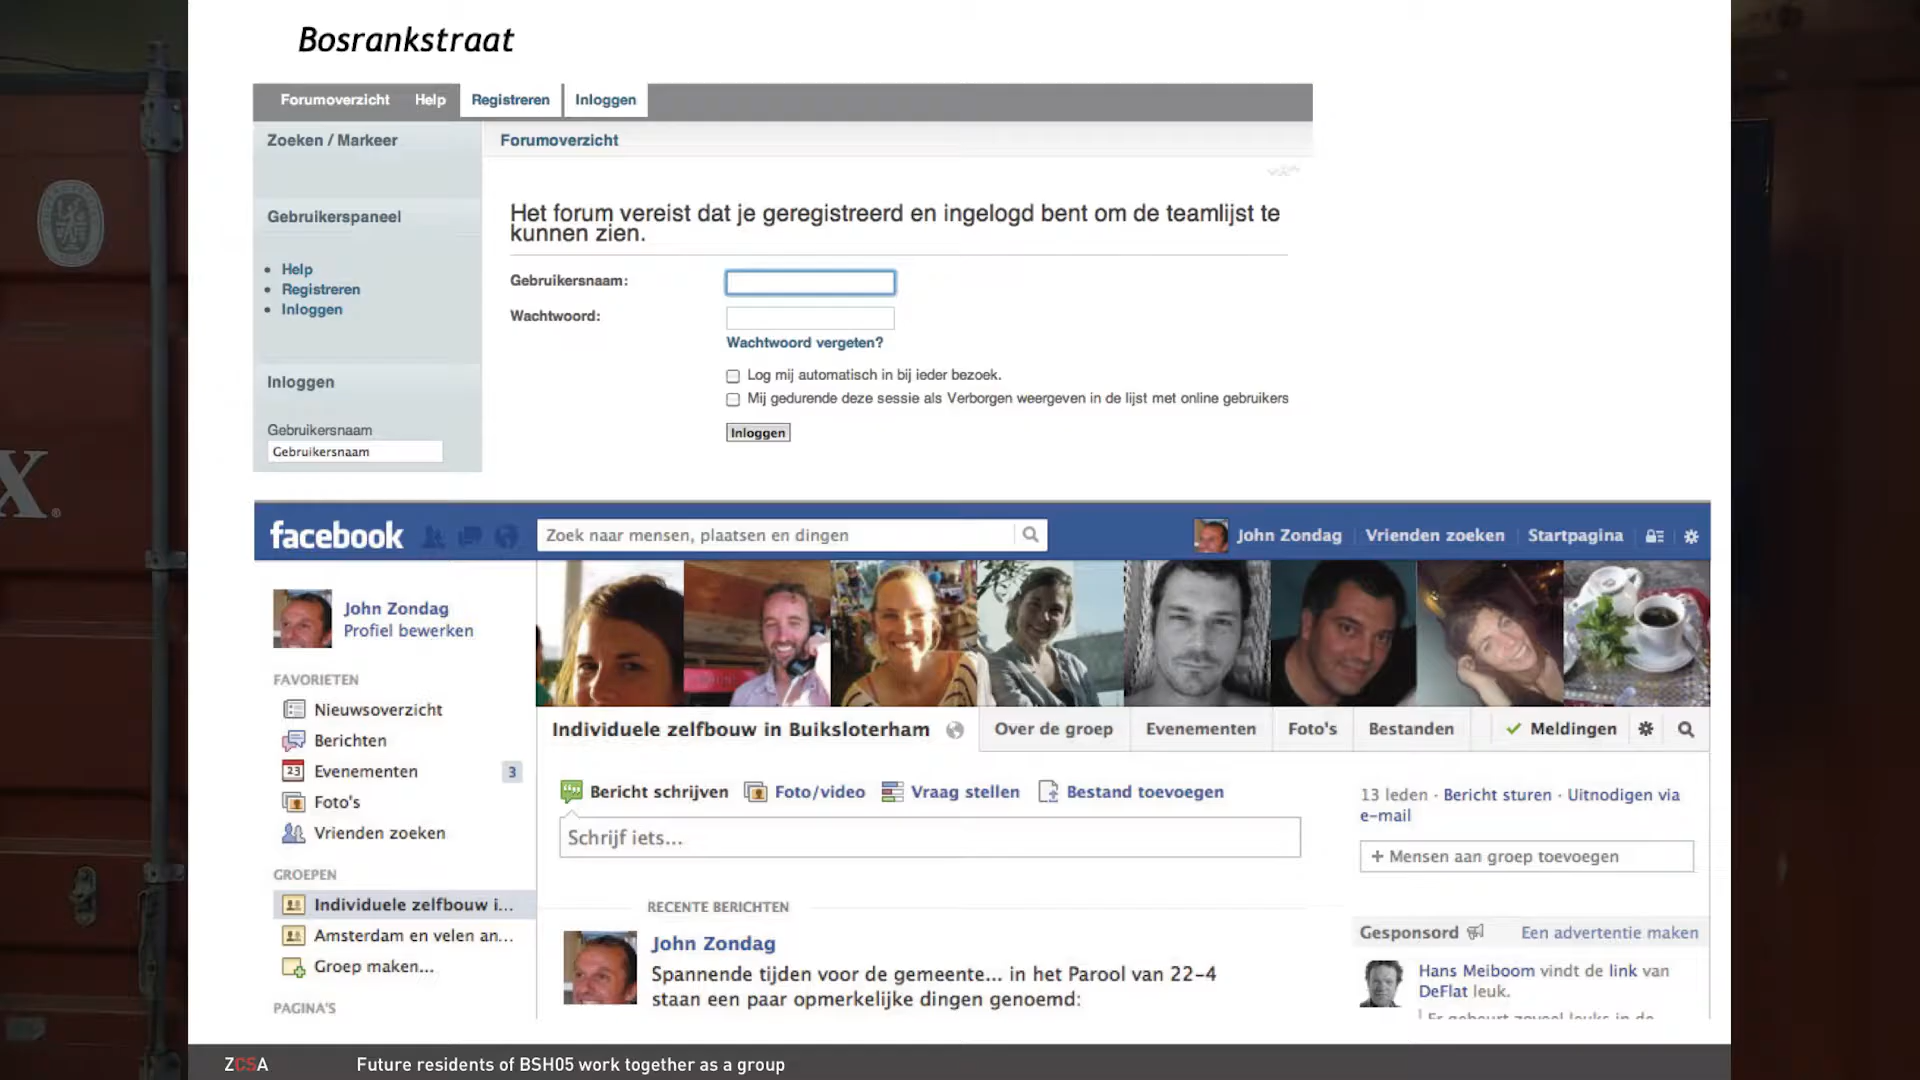 Bosrankstraat
Forumoverzicht Help Registreren Inloggen
Zoeken / Markeer
Forumoverzicht
Gebruikerspaneel
Help
Registreren
Inloggen
Inloggen
Gebruikersnaam
Gebruikersnaam
Het forum vereist dat je geregistreerd en ingelogd bent om de teamlijst te
kunnen zien.
Gebruikersnaam:
Wachtwoord:
Wachtwoord vergeten?
Log mij automatisch in bij ieder bezoek.
Mij gedurende deze sessie als Verborgen weergeven in de lijst met online gebruikers
Inloggen
X®
facebook Zoek naar mensen, plaatsen en dingen John Zondag Vrienden zoeken Startpagina
John Zondag
Profiel bewerken
FAVORIETEN
Nieuwsoverzicht
Berichten
23 Evenementen 3
Foto's
Vrienden zoeken
GROEPEN
Individuele zelfbouw i...
Amsterdam en velen an...
Groep maken...
PAGINA'S
Individuele zelfbouw in Buiksloterham Over de groep Evenementen Foto's Bestanden Meldingen
Bericht schrijven Foto/video Vraag stellen Bestand toevoegen
Schrijf iets...
RECENTE BERICHTEN
John Zondag
Spannende tijden voor de gemeente... in het Parool van 22-4
staan een paar opmerkelijke dingen genoemd:
13 leden · Bericht sturen · Uitnodigen via
e-mail
+ Mensen aan groep toevoegen
Gesponsord Een advertentie maken
Hans Meiboom vindt de link van
DeFlat leuk.
Er gebeurt zoveel leuks in de
ZCSA Future residents of BSH05 work together as a group